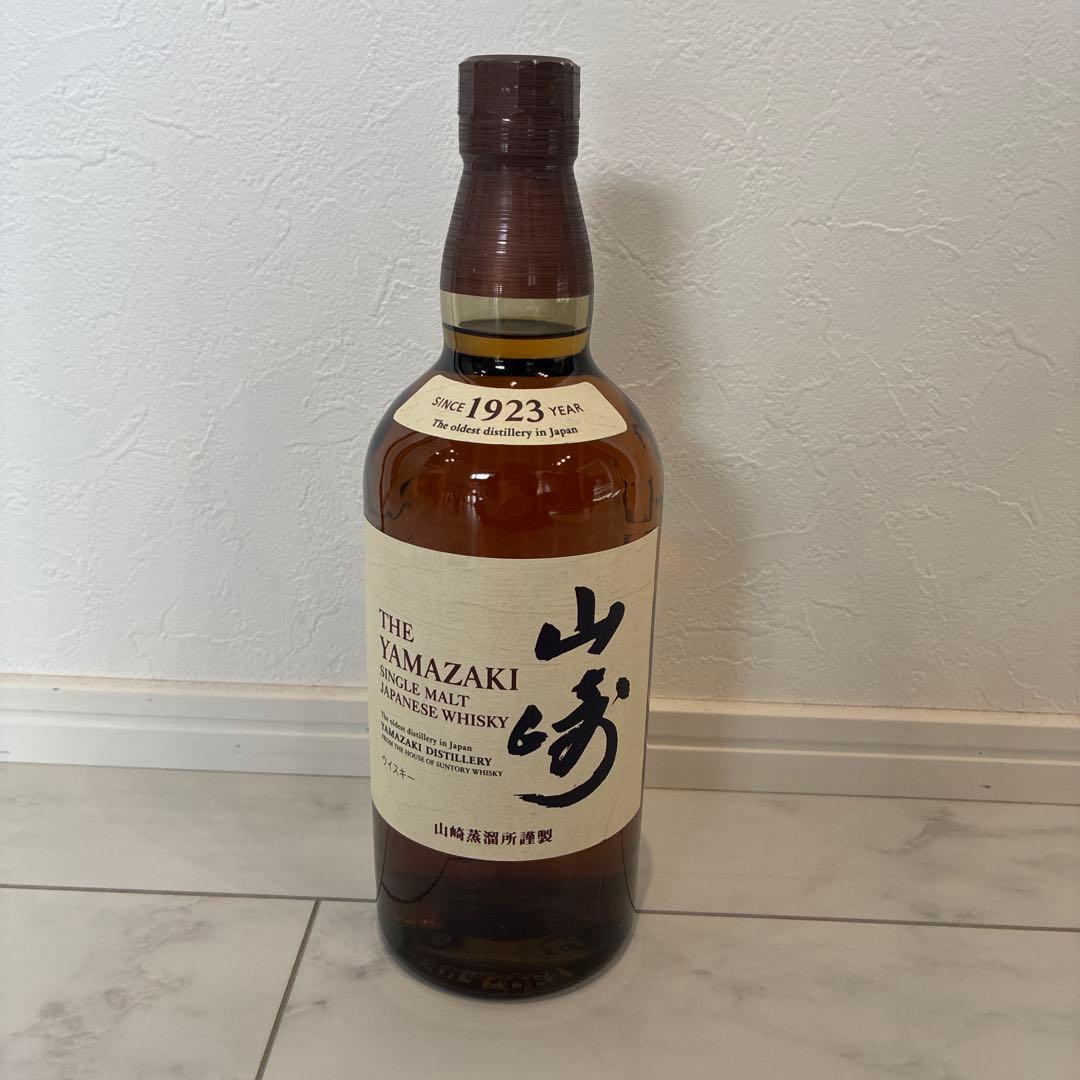 SINCE 1923 YEAR
The oldest distillery in Japan
THE
YAMAZAKI
SINGLE MALT
JAPANESE WHISKY
The oldest distillery in Japan
YAMAZAKI DISTILLERY
FROM THE HOUSE OF SUNTORY WHISKY
ウイスキー
山崎
山崎蒸溜所謹製